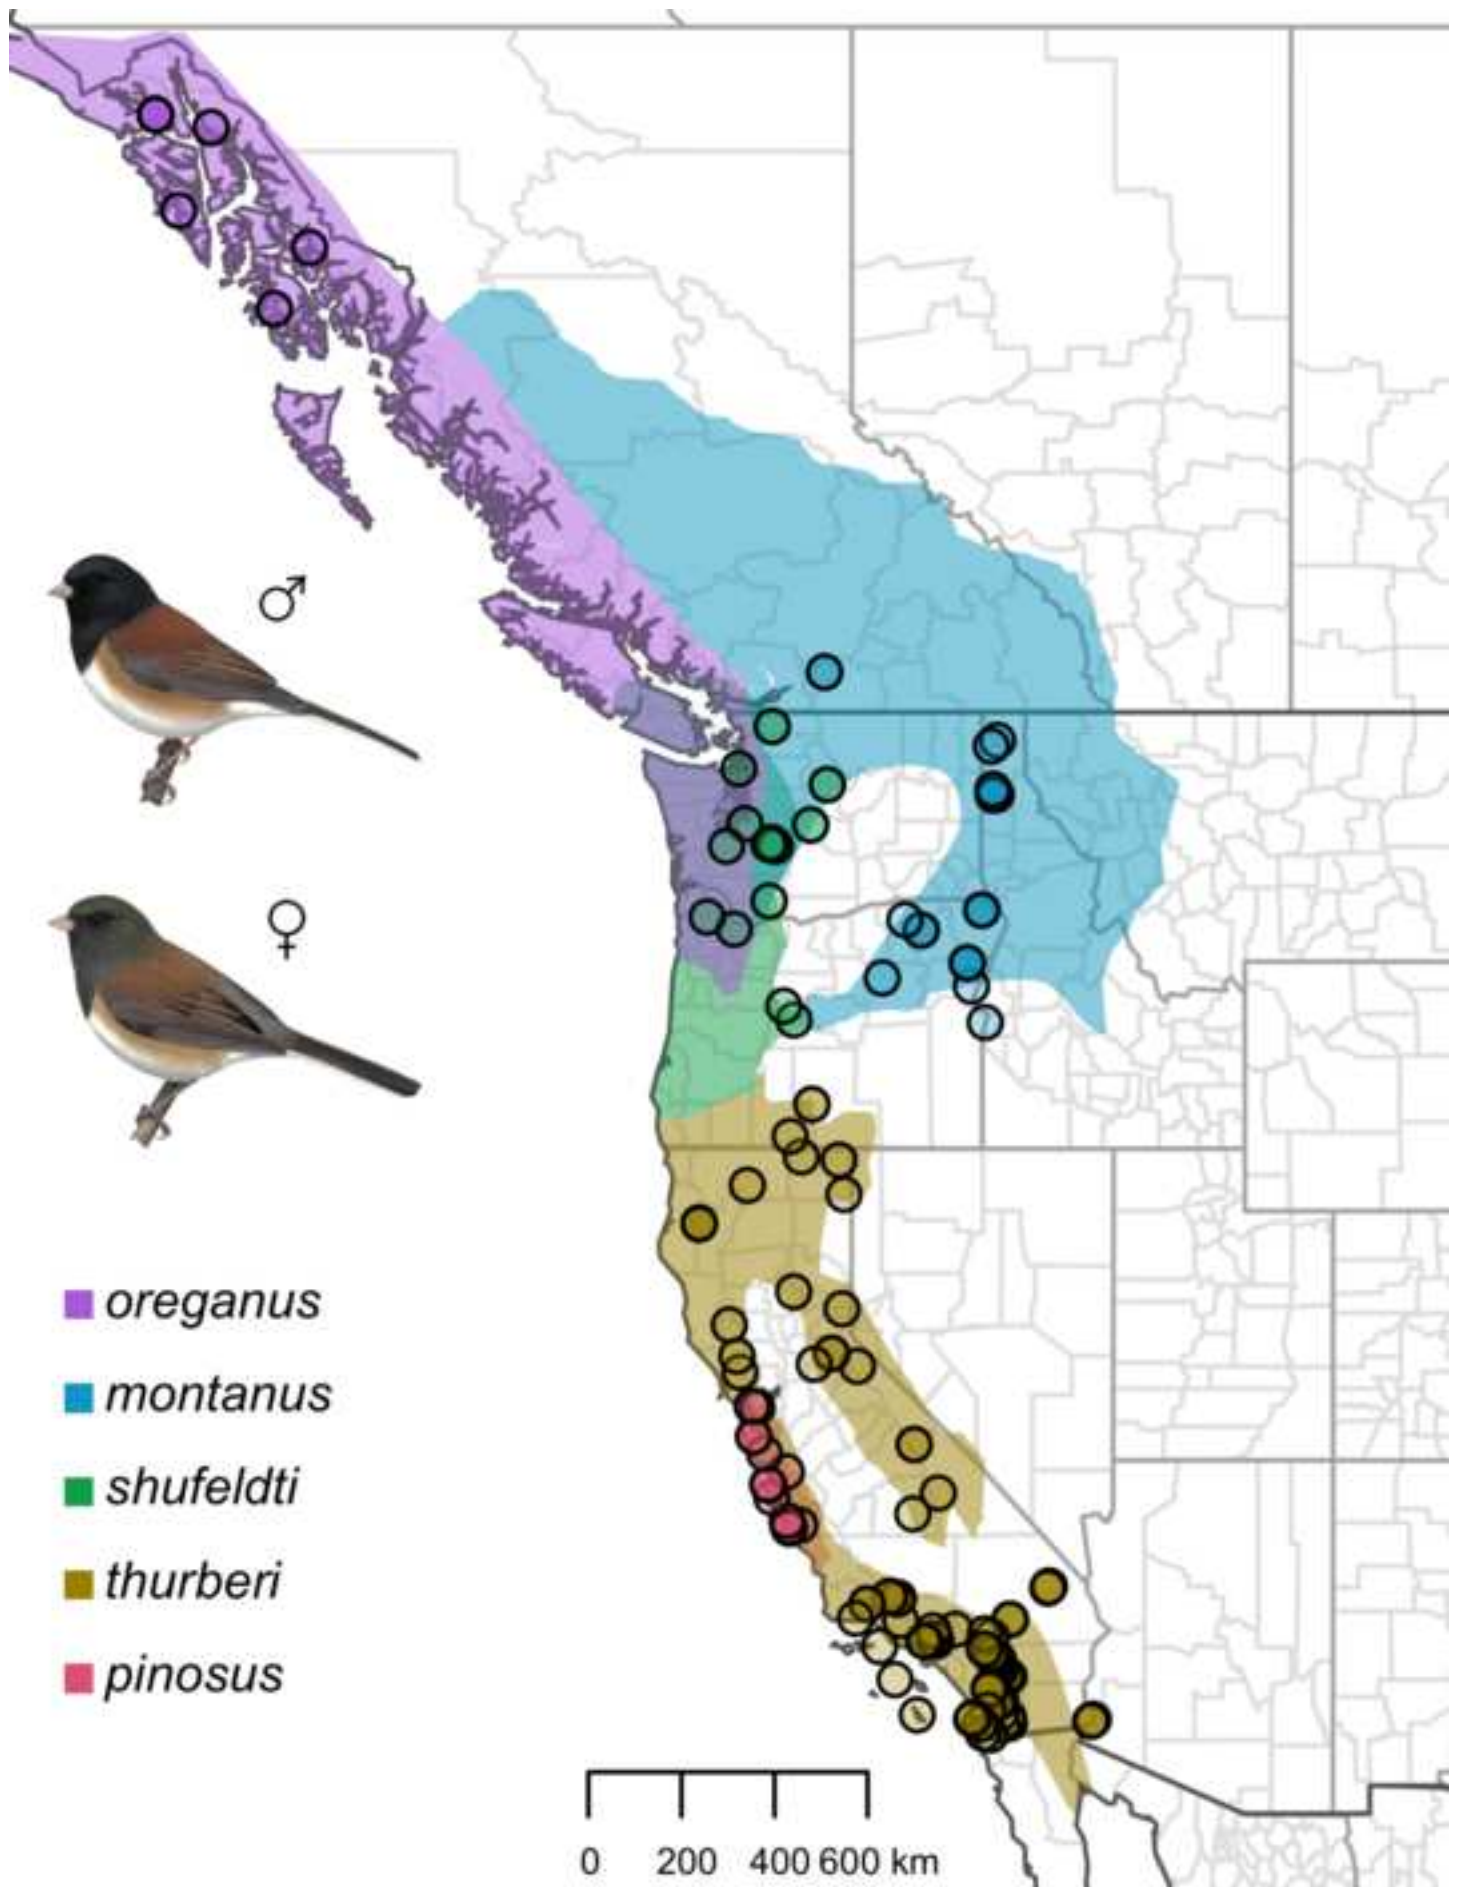 ♂
♀
oreganus
montanus
shufeldti
thurberi
pinosus
0 200 400 600 km